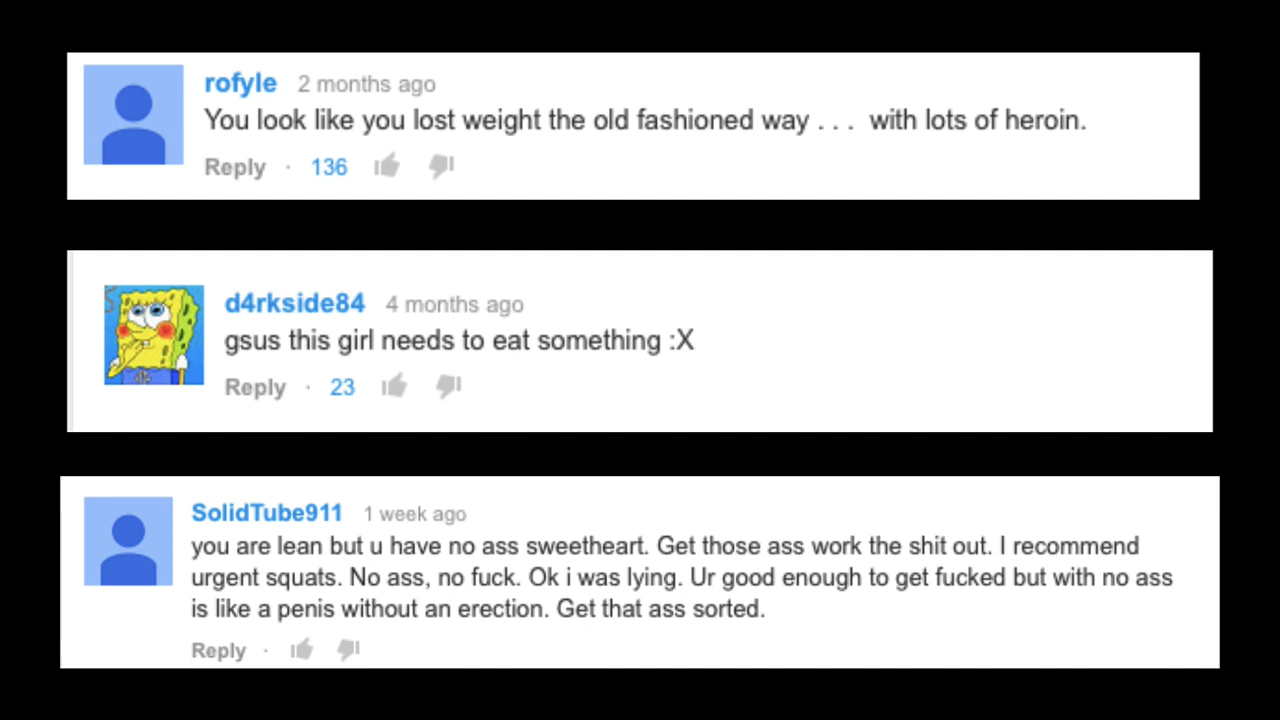 rofyle 2 months ago
You look like you lost weight the old fashioned way . . . with lots of heroin.
Reply · 136
d4rkside84 4 months ago
gsus this girl needs to eat something :X
Reply · 23
SolidTube911 1 week ago
you are lean but u have no ass sweetheart. Get those ass work the shit out. I recommend
urgent squats. No ass, no fuck. Ok i was lying. Ur good enough to get fucked but with no ass
is like a penis without an erection. Get that ass sorted.
Reply ·